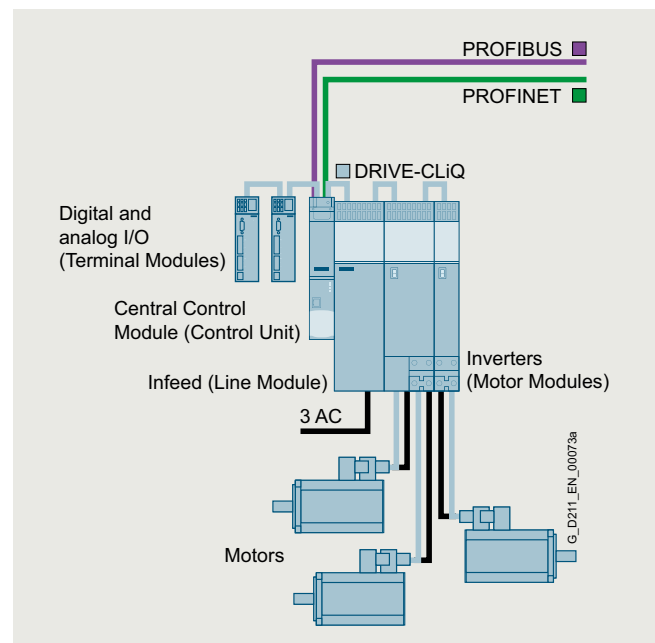 PROFIBUS
PROFINET
DRIVE-CLiQ
Digital and
analog I/O
(Terminal Modules)
Central Control
Module (Control Unit)
Infeed (Line Module)
Inverters
(Motor Modules)
3 AC
Motors
G_D211_EN_00073a